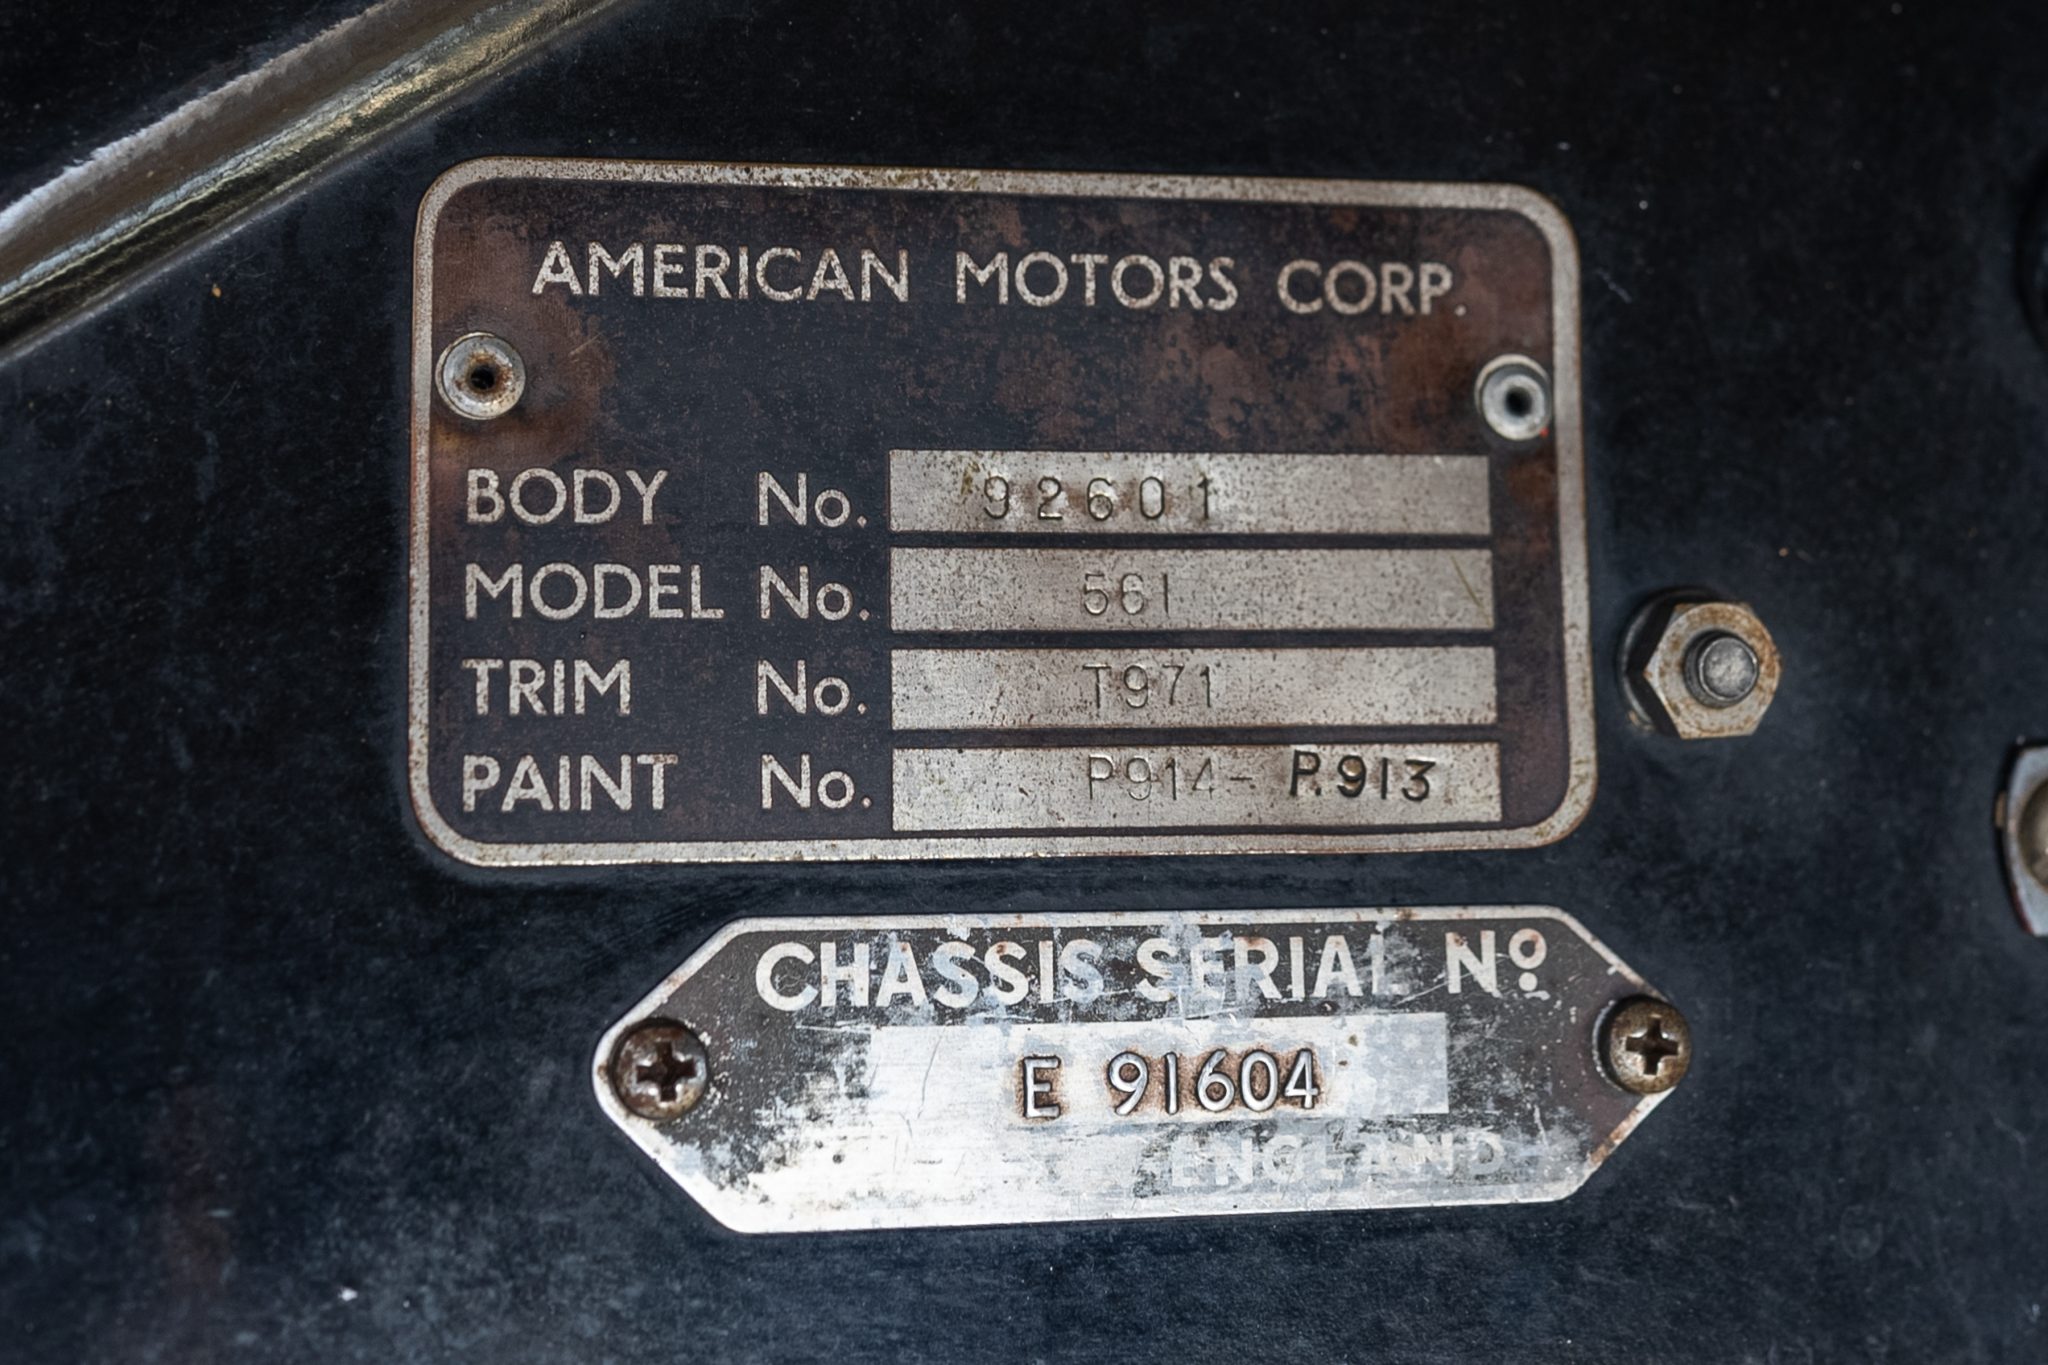 AMERICAN MOTORS CORP.
BODY No. 92601
MODEL No. 561
TRIM No. T971
PAINT No. P914- P.913
CHASSIS SERIAL Nº
E 91604
ENGLAND